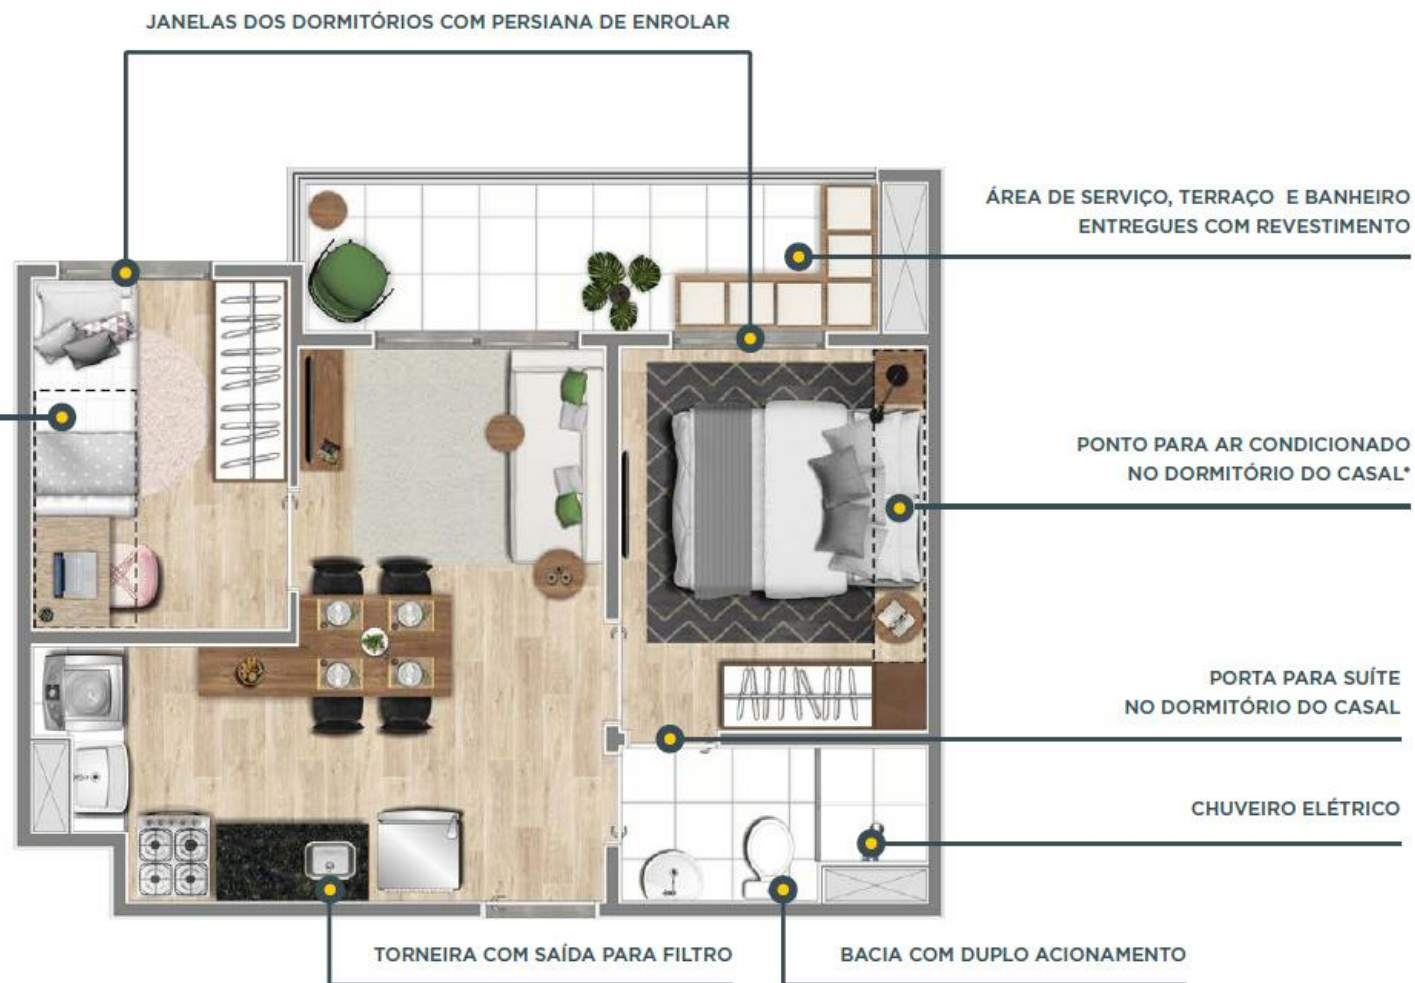 JANELAS DOS DORMITÓRIOS COM PERSIANA DE ENROLAR
ÁREA DE SERVIÇO, TERRAÇO E BANHEIRO
ENTREGUES COM REVESTIMENTO
PONTO PARA AR CONDICIONADO
NO DORMITÓRIO DO CASAL*
PORTA PARA SUÍTE
NO DORMITÓRIO DO CASAL
CHUVEIRO ELÉTRICO
TORNEIRA COM SAÍDA PARA FILTRO
BACIA COM DUPLO ACIONAMENTO